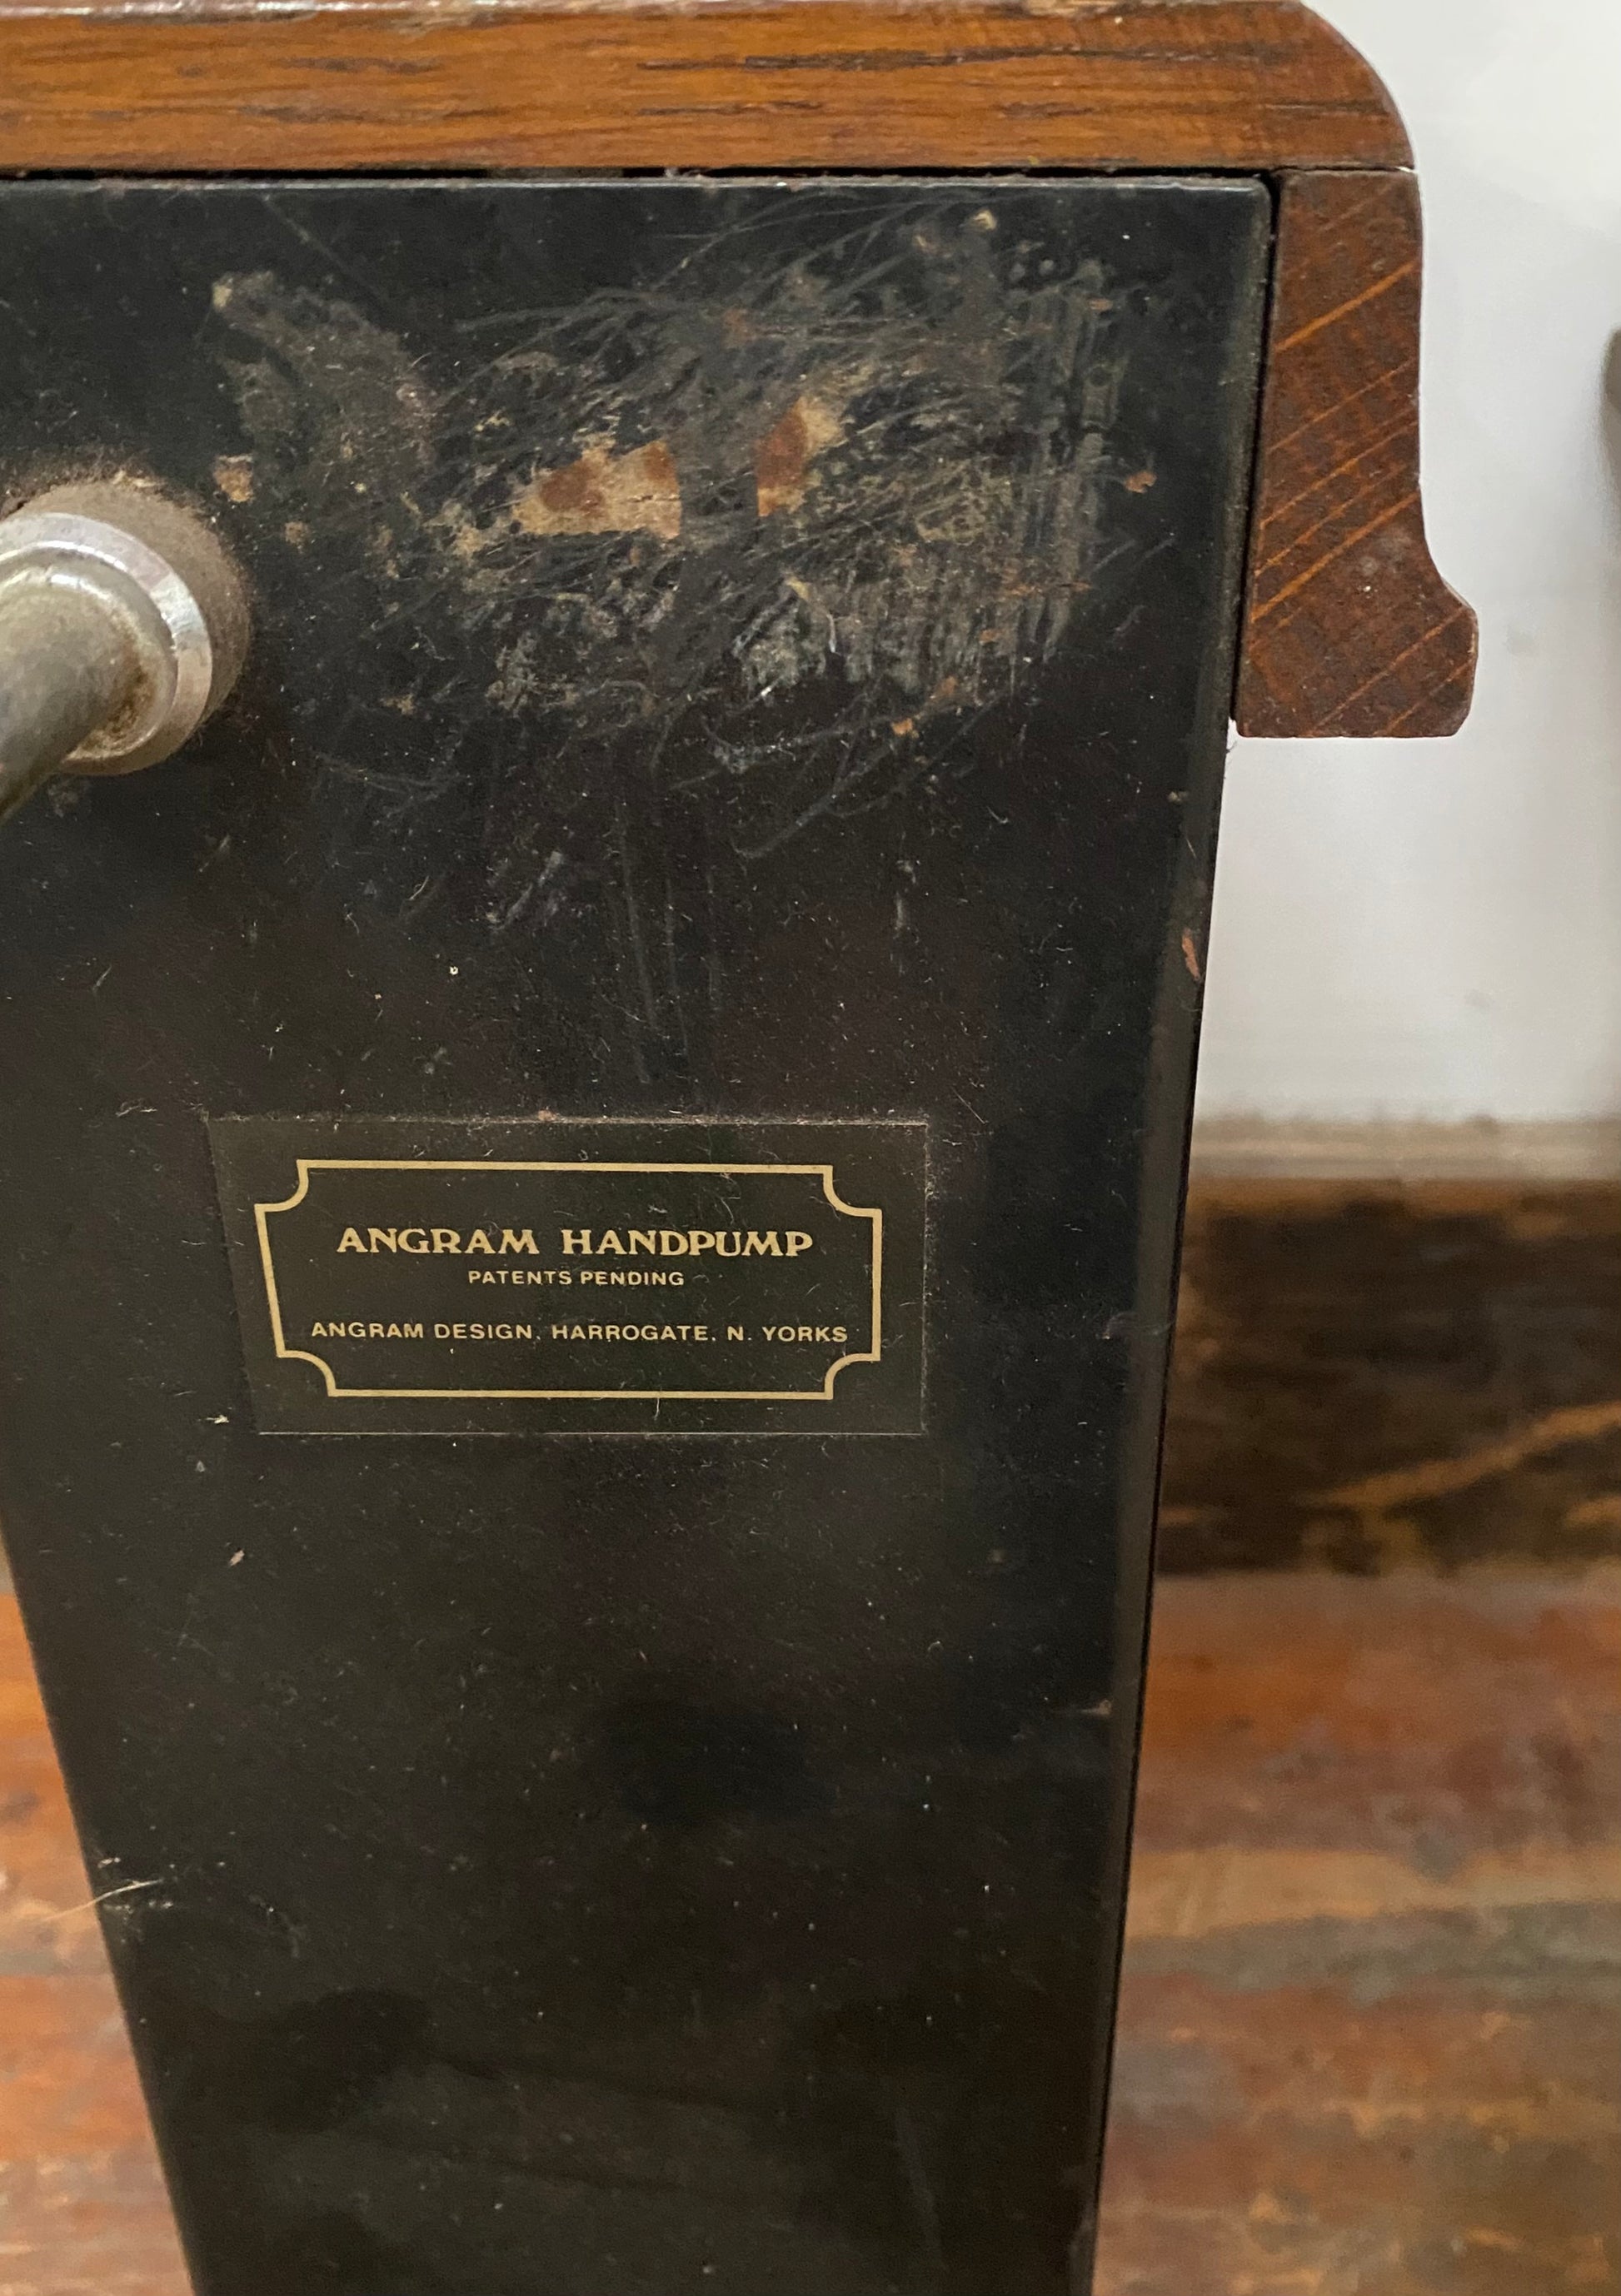 ANGRAM HANDPUMP
PATENTS PENDING
ANGRAM DESIGN, HARROGATE, N. YORKS